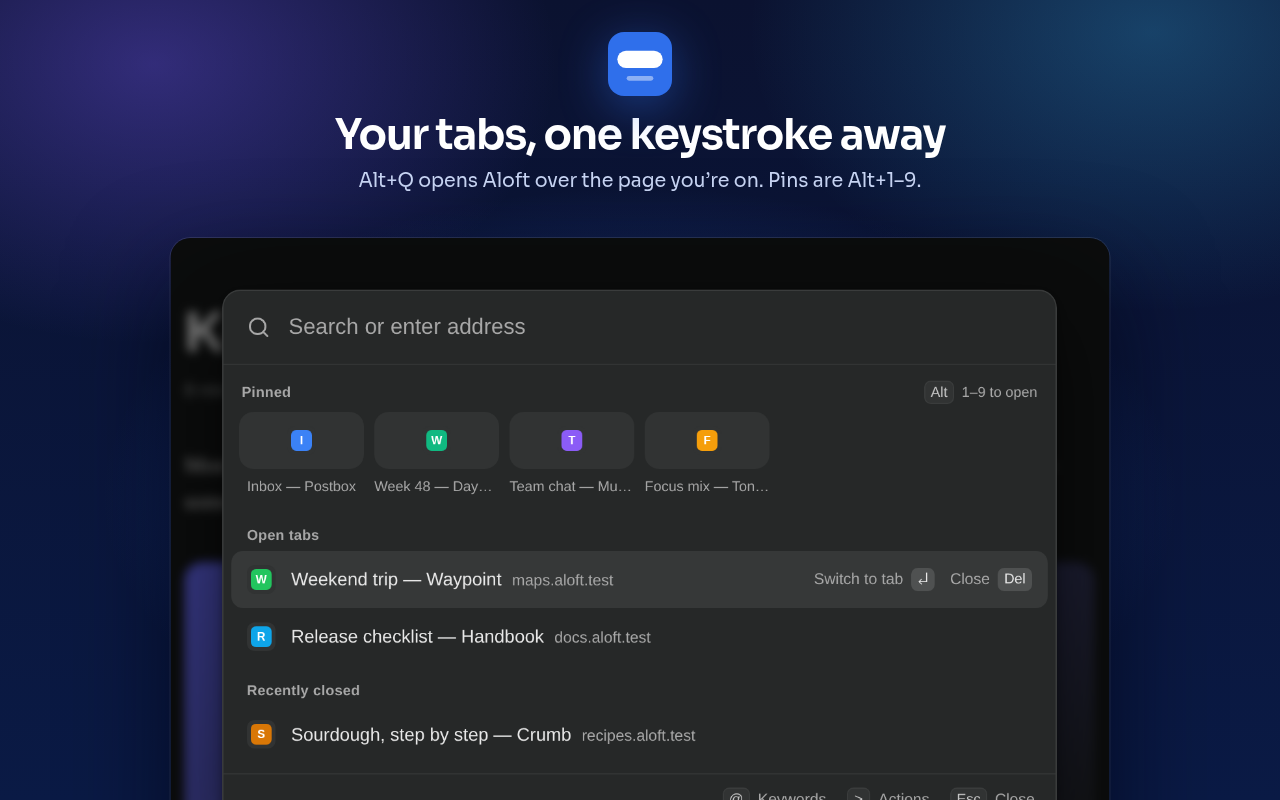 Your tabs, one keystroke away
Alt+Q opens Aloft over the page you’re on. Pins are Alt+1–9.
Search or enter address
Pinned
Alt 1–9 to open
I W T F
Inbox — Postbox Week 48 — Day… Team chat — Mu… Focus mix — Ton…
Open tabs
W Weekend trip — Waypoint maps.aloft.test Switch to tab Close Del
R Release checklist — Handbook docs.aloft.test
Recently closed
S Sourdough, step by step — Crumb recipes.aloft.test
@ Keywords > Actions Esc Close